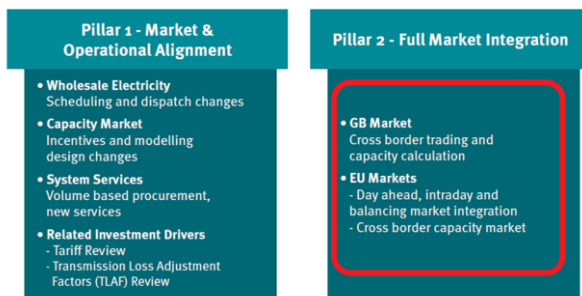 Pillar 1 - Market &
Operational Alignment
• Wholesale Electricity
Scheduling and dispatch changes
• Capacity Market
Incentives and modelling
design changes
• System Services
Volume based procurement,
new services
• Related Investment Drivers
- Tariff Review
- Transmission Loss Adjustment
Factors (TLAF) Review
Pillar 2 - Full Market Integration
• GB Market
Cross border trading and
capacity calculation
• EU Markets
- Day ahead, intraday and
balancing market integration
- Cross border capacity market